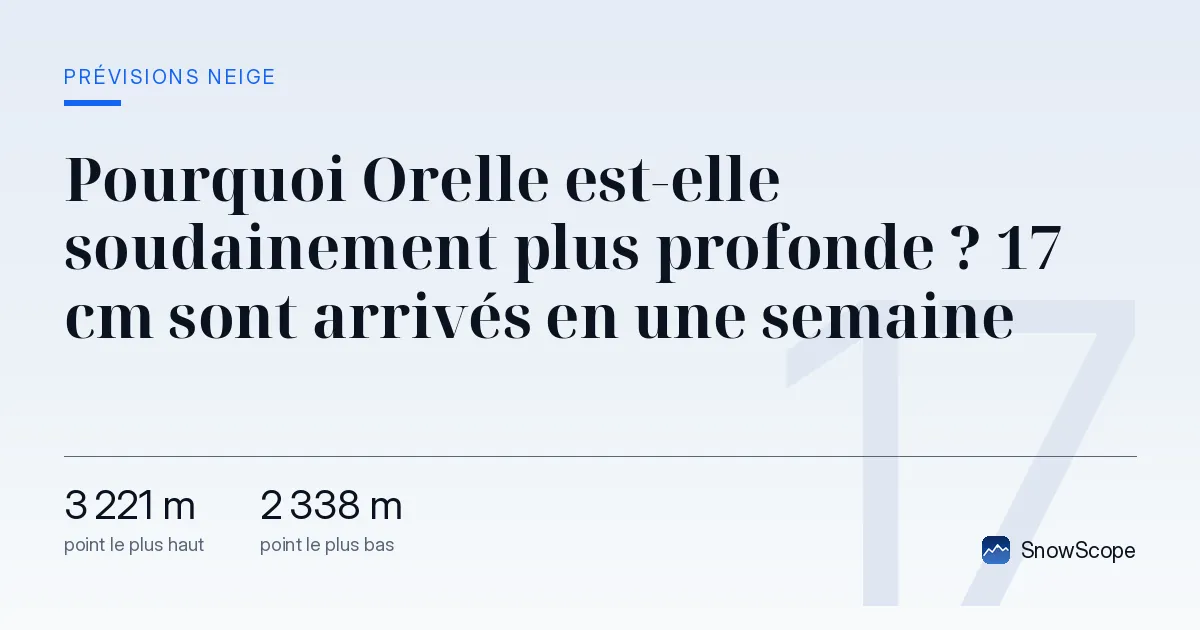 PRÉVISIONS NEIGE
Pourquoi Orelle est-elle
soudainement plus profonde ? 17
cm sont arrivés en une semaine
17
3 221 m
point le plus haut
2 338 m
point le plus bas
SnowScope